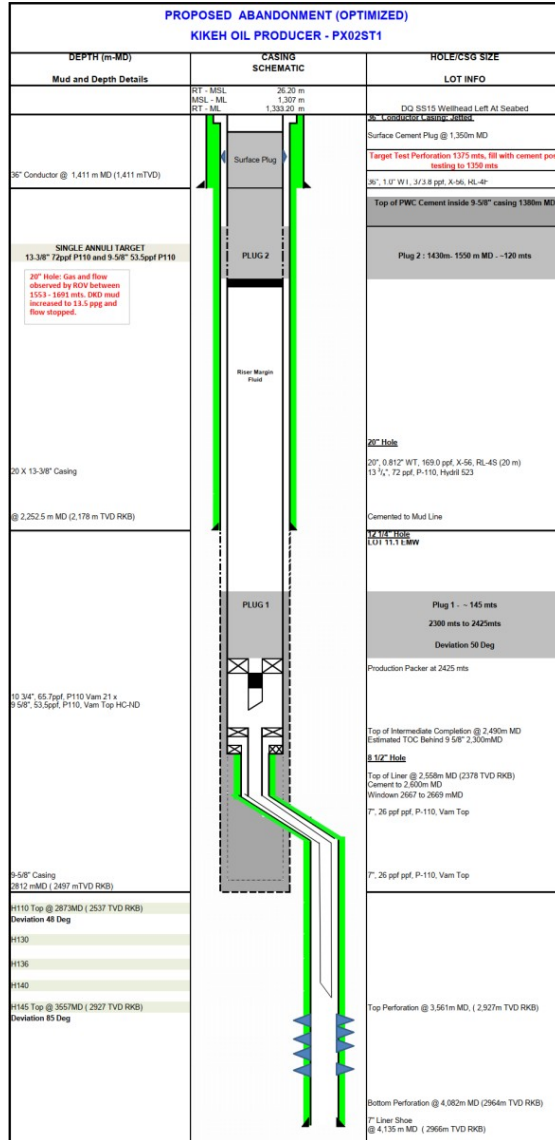 PROPOSED ABANDONMENT (OPTIMIZED)
KIKEH OIL PRODUCER - PX02ST1
DEPTH (m-MD)
Mud and Depth Details
CASING
SCHEMATIC
HOLE/CSG SIZE
LOT INFO
RT - MSL 26.20 m
MSL - ML 1,307 m
RT - ML 1,333.20 m
DQ SS15 Wellhead Left At Seabed
36" Conductor Casing: Jetted
Surface Cement Plug @ 1,350m MD
Surface Plug
Target Test Perforation 1375 mts, fill with cement post
testing to 1350 mts
36" Conductor @ 1,411 m MD (1,411 mTVD)
36", 1.0" WT, 373.8 ppf, X-56, RL-4F
Top of PWC Cement inside 9-5/8" casing 1380m MD
SINGLE ANNULI TARGET
13-3/8" 72ppf P110 and 9-5/8" 53.5ppf P110
PLUG 2
Plug 2 : 1430m- 1550 m MD - ~120 mts
20" Hole: Gas and flow
observed by ROV between
1553 - 1691 mts. DKD mud
increased to 13.5 ppg and
flow stopped.
Riser Margin
Fluid
20" Hole
20 X 13-3/8" Casing
20", 0.812" WT, 169.0 ppf, X-56, RL-4S (20 m)
13 3/8", 72 ppf, P-110, Hydril 523
@ 2,252.5 m MD (2,178 m TVD RKB)
Cemented to Mud Line
12 1/4" Hole
LOT 11.1 EMW
PLUG 1
Plug 1 - ~ 145 mts
2300 mts to 2425mts
Deviation 50 Deg
Production Packer at 2425 mts
10 3/4", 65.7ppf, P110 Vam 21 x
9 5/8", 53,5ppf, P110, Vam Top HC-ND
Top of Intermediate Completion @ 2,490m MD
Estimated TOC Behind 9 5/8" 2,300mMD
8 1/2" Hole
Top of Liner @ 2,558m MD (2378 TVD RKB)
Cement to 2,600m MD
Windown 2667 to 2669 mMD
7", 26 ppf ppf, P-110, Vam Top
9-5/8" Casing
2812 mMD ( 2497 mTVD RKB)
7", 26 ppf ppf, P-110, Vam Top
H110 Top @ 2873MD ( 2537 TVD RKB)
Deviation 48 Deg
H130
H136
H140
H145 Top @ 3557MD ( 2927 TVD RKB)
Deviation 85 Deg
Top Perforation @ 3,561m MD, ( 2,927m TVD RKB)
Bottom Perforation @ 4,082m MD (2964m TVD RKB)
7" Liner Shoe
@ 4,135 m MD ( 2966m TVD RKB)